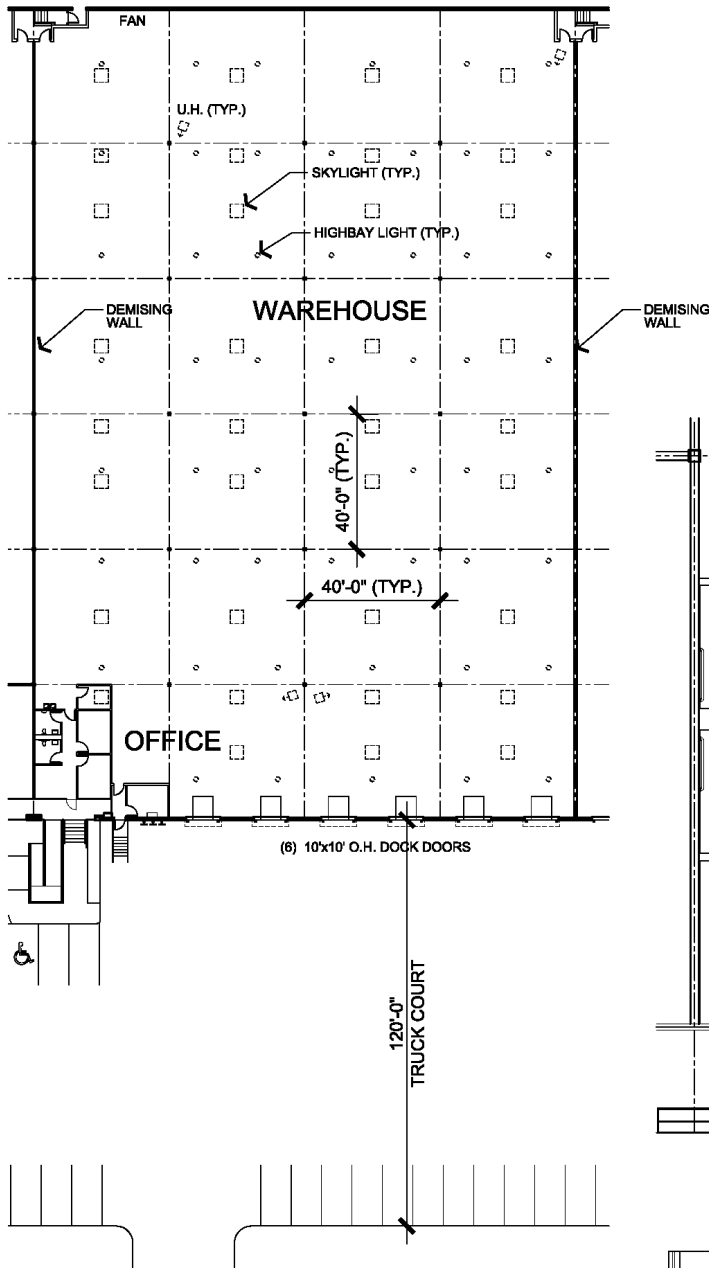 FAN
U.H. (TYP.)
SKYLIGHT (TYP.)
HIGHBAY LIGHT (TYP.)
WAREHOUSE
DEMISING
WALL
DEMISING
WALL
40'-0" (TYP.)
40'-0" (TYP.)
OFFICE
(6) 10'x10' O.H. DOCK DOORS
120'-0"
TRUCK COURT